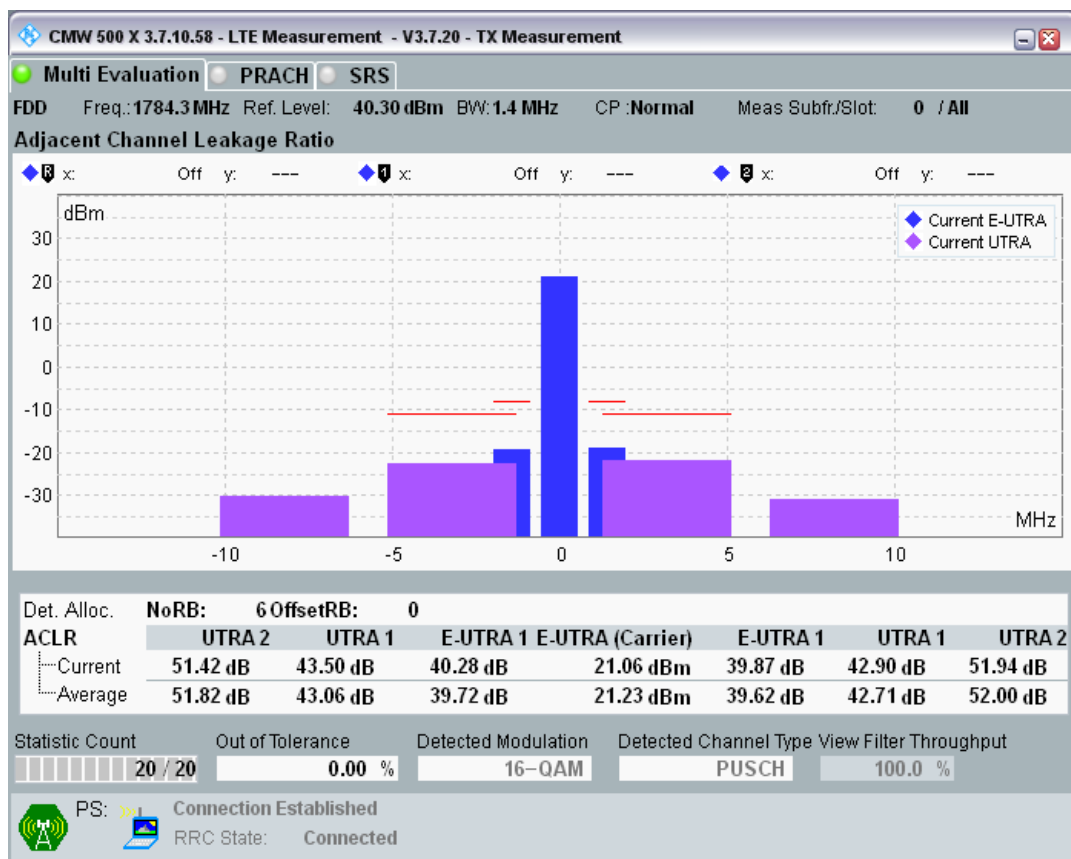 CMW 500 X 3.7.10.58 - LTE Measurement - V3.7.20 - TX Measurement
Multi Evaluation PRACH SRS
FDD Freq.: 1784.3 MHz Ref. Level: 40.30 dBm BW: 1.4 MHz CP :Normal Meas Subfr./Slot: 0 / All
Adjacent Channel Leakage Ratio
R x: Off y: --- 1 x: Off y: --- 2 x: Off y: ---
dBm
Current E-UTRA
Current UTRA
30
20
10
0
-10
-20
-30
MHz
-10 -5 0 5 10
Det. Alloc. NoRB: 6 OffsetRB: 0
ACLR UTRA 2 UTRA 1 E-UTRA 1 E-UTRA (Carrier) E-UTRA 1 UTRA 1 UTRA 2
Current 51.42 dB 43.50 dB 40.28 dB 21.06 dBm 39.87 dB 42.90 dB 51.94 dB
Average 51.82 dB 43.06 dB 39.72 dB 21.23 dBm 39.62 dB 42.71 dB 52.00 dB
Statistic Count Out of Tolerance Detected Modulation Detected Channel Type View Filter Throughput
20 / 20 0.00 % 16-QAM PUSCH 100.0 %
PS: Connection Established
RRC State: Connected